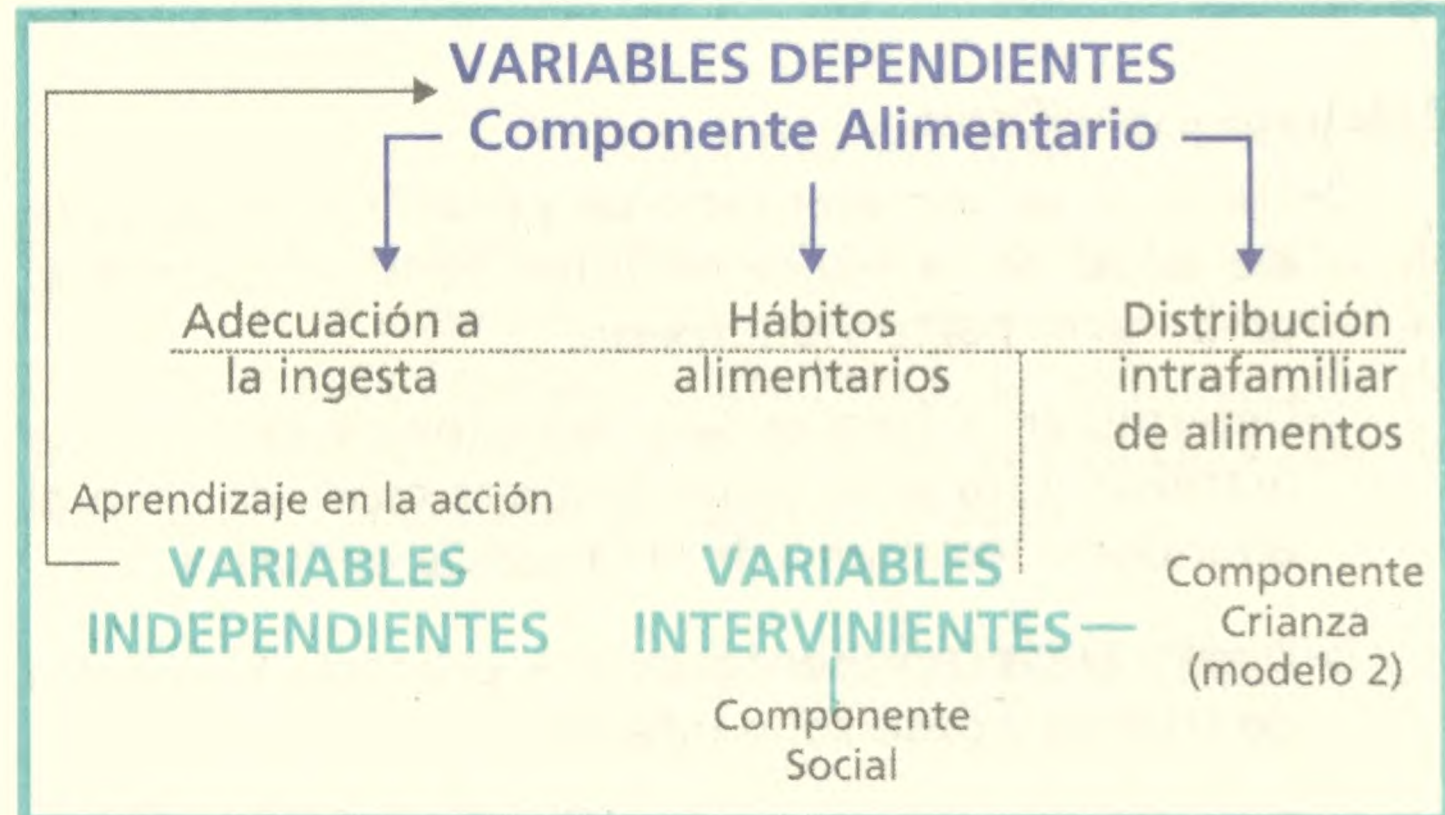 VARIABLES DEPENDIENTES
Componente Alimentario
Adecuación a
la ingesta
Hábitos
alimentarios
Distribución
intrafamiliar
de alimentos
Aprendizaje en la acción
VARIABLES
INDEPENDIENTES
VARIABLES
INTERVINIENTES
Componente
Crianza
(modelo 2)
Componente
Social